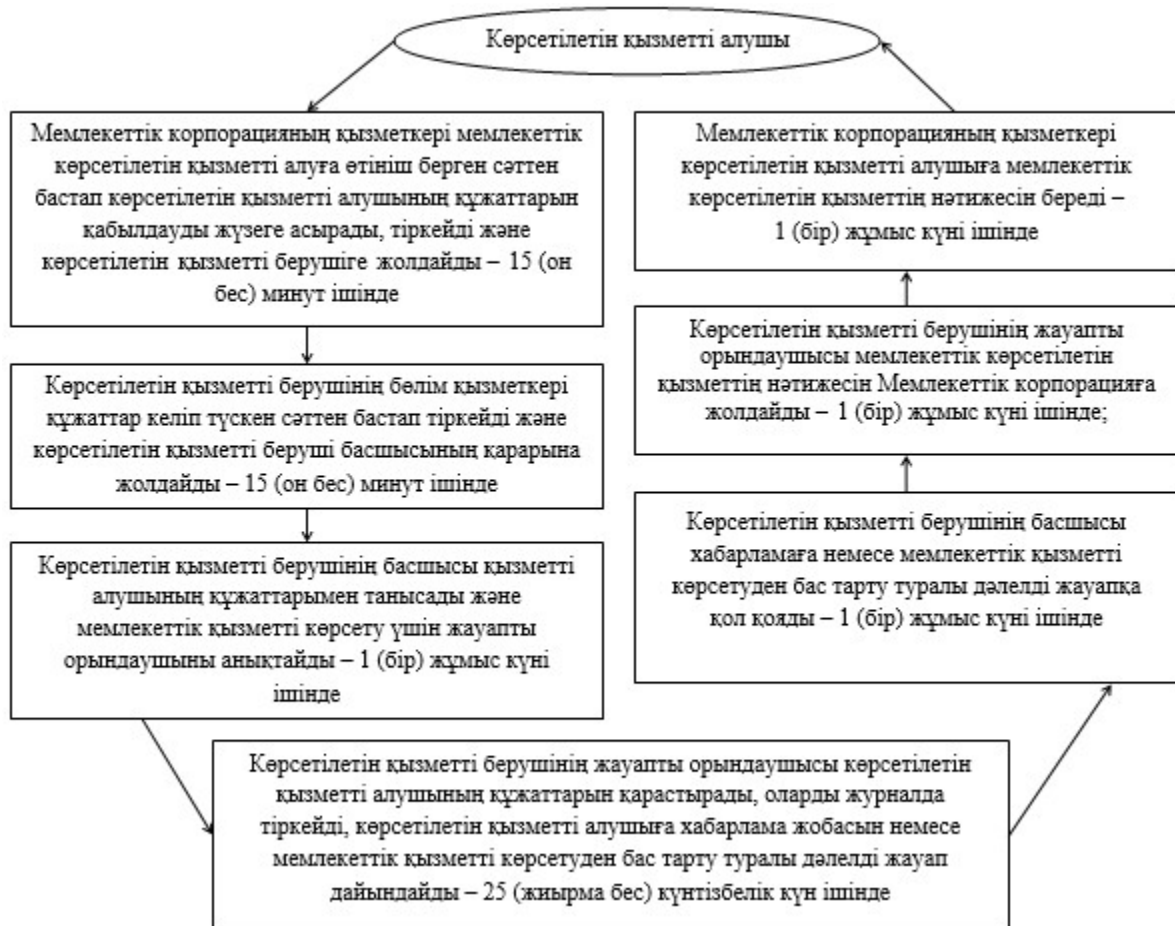 Көрсетілетін қызметті алушы
Мемлекеттік корпорацияның қызметкері мемлекеттік
көрсетілетін қызметті алуға өтініш берген сәттен
бастап көрсетілетін қызметті алушының құжаттарын
қабылдауды жүзеге асырады, тіркейді және
көрсетілетін қызметті берушіге жолдайды – 15 (он
бес) минут ішінде
Көрсетілетін қызметті берушінің бөлім қызметкері
құжаттар келіп түскен сәттен бастап тіркейді және
көрсетілетін қызметті беруші басшысының қарарына
жолдайды – 15 (он бес) минут ішінде
Көрсетілетін қызметті берушінің басшысы қызметті
алушының құжаттарымен танысады және
мемлекеттік қызметті көрсету үшін жауапты
орындаушыны анықтайды – 1 (бір) жұмыс күні
ішінде
Көрсетілетін қызметті берушінің жауапты орындаушысы көрсетілетін
қызметті алушының құжаттарын қарастырады, оларды журналда
тіркейді, көрсетілетін қызметті алушыға хабарлама жобасын немесе
мемлекеттік қызметті көрсетуден бас тарту туралы дәлелді жауап
дайындайды – 25 (жиырма бес) күнтізбелік күн ішінде
Көрсетілетін қызметті берушінің басшысы
хабарламаға немесе мемлекеттік қызметті
көрсетуден бас тарту туралы дәлелді жауапқа
қол қояды – 1 (бір) жұмыс күні ішінде
Көрсетілетін қызметті берушінің жауапты
орындаушысы мемлекеттік көрсетілетін
қызметтің нәтижесін Мемлекеттік корпорацияға
жолдайды – 1 (бір) жұмыс күні ішінде;
Мемлекеттік корпорацияның қызметкері
көрсетілетін қызметті алушыға мемлекеттік
көрсетілетін қызметтің нәтижесін береді –
1 (бір) жұмыс күні ішінде